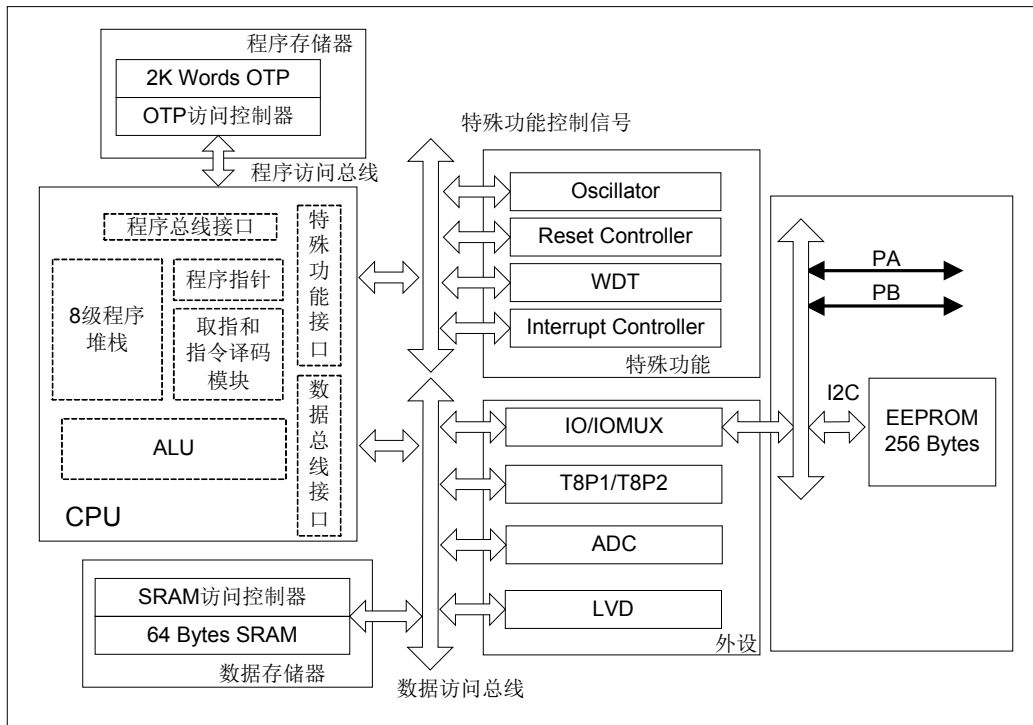 程序存储器
2K Words OTP
OTP访问控制器
程序访问总线
程序总线接口
8级程序
堆栈
程序指针
取指和
指令译码
模块
特殊功能接口
ALU
数据总线接口
CPU
SRAM访问控制器
64 Bytes SRAM
数据存储器
特殊功能控制信号
Oscillator
Reset Controller
WDT
Interrupt Controller
特殊功能
IO/IOMUX
T8P1/T8P2
ADC
LVD
外设
数据访问总线
PA
PB
I2C
EEPROM
256 Bytes